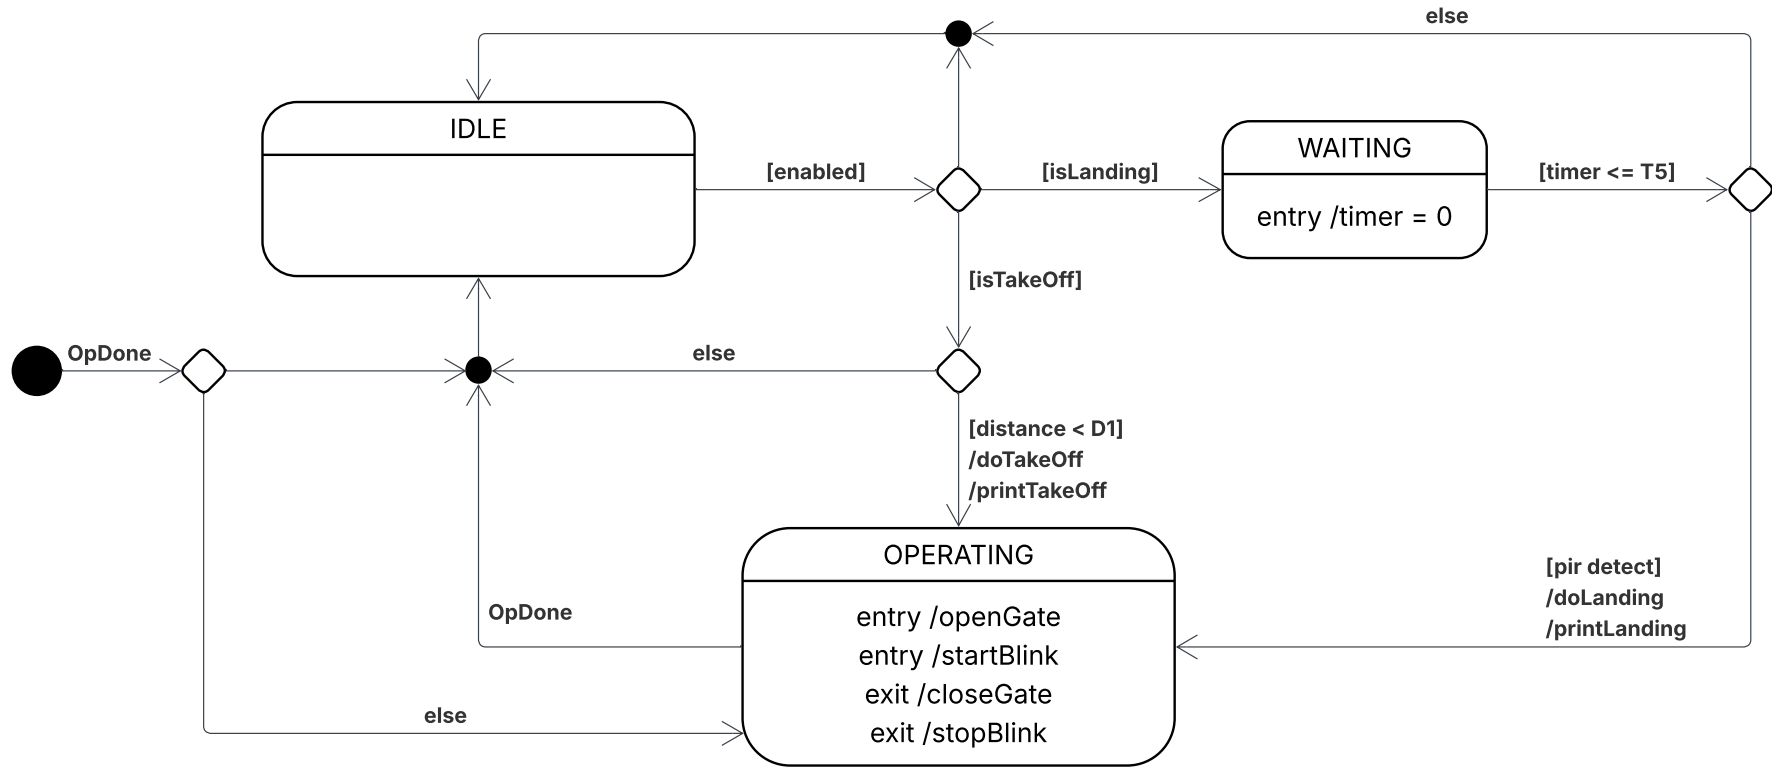 else
IDLE
[enabled]
[isLanding]
WAITING
entry /timer = 0
[timer <= T5]
[isTakeOff]
OpDone
else
[distance < D1]
/doTakeOff
/printTakeOff
OPERATING
entry /openGate
entry /startBlink
exit /closeGate
exit /stopBlink
OpDone
[pir detect]
/doLanding
/printLanding
else